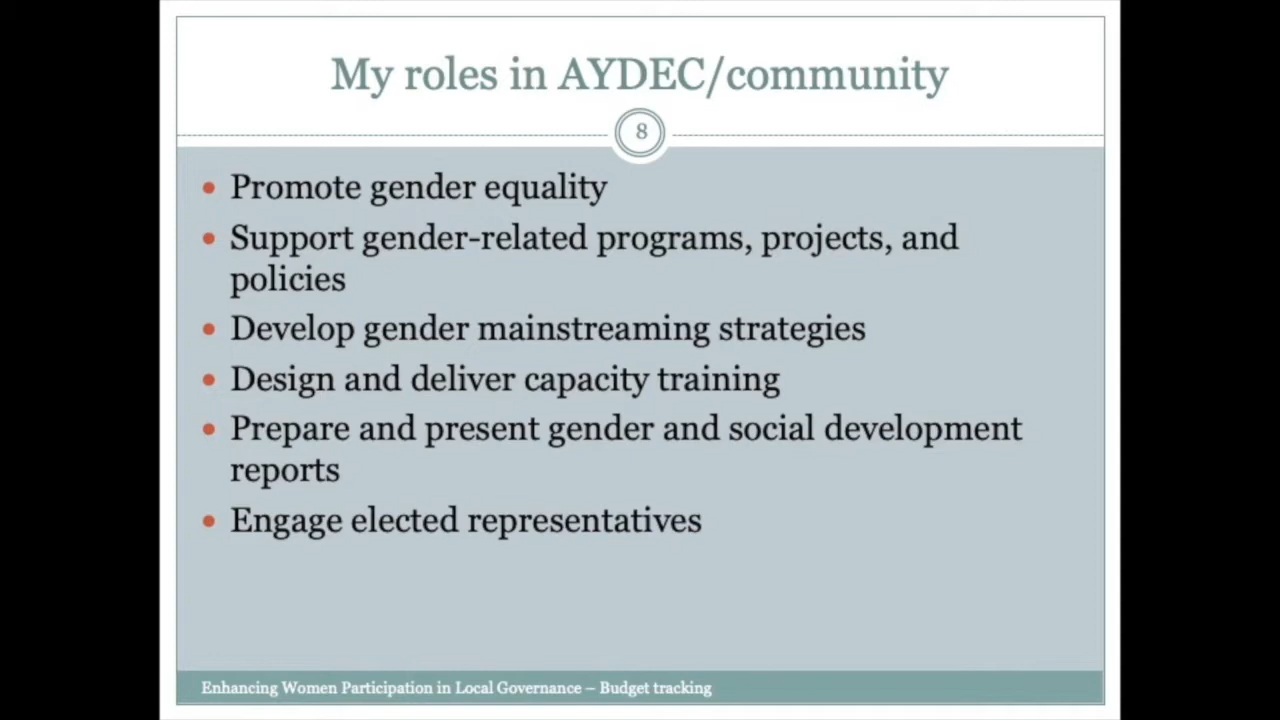 My roles in AYDEC/community
8
• Promote gender equality
• Support gender-related programs, projects, and
policies
• Develop gender mainstreaming strategies
• Design and deliver capacity training
• Prepare and present gender and social development
reports
• Engage elected representatives
Enhancing Women Participation in Local Governance – Budget tracking